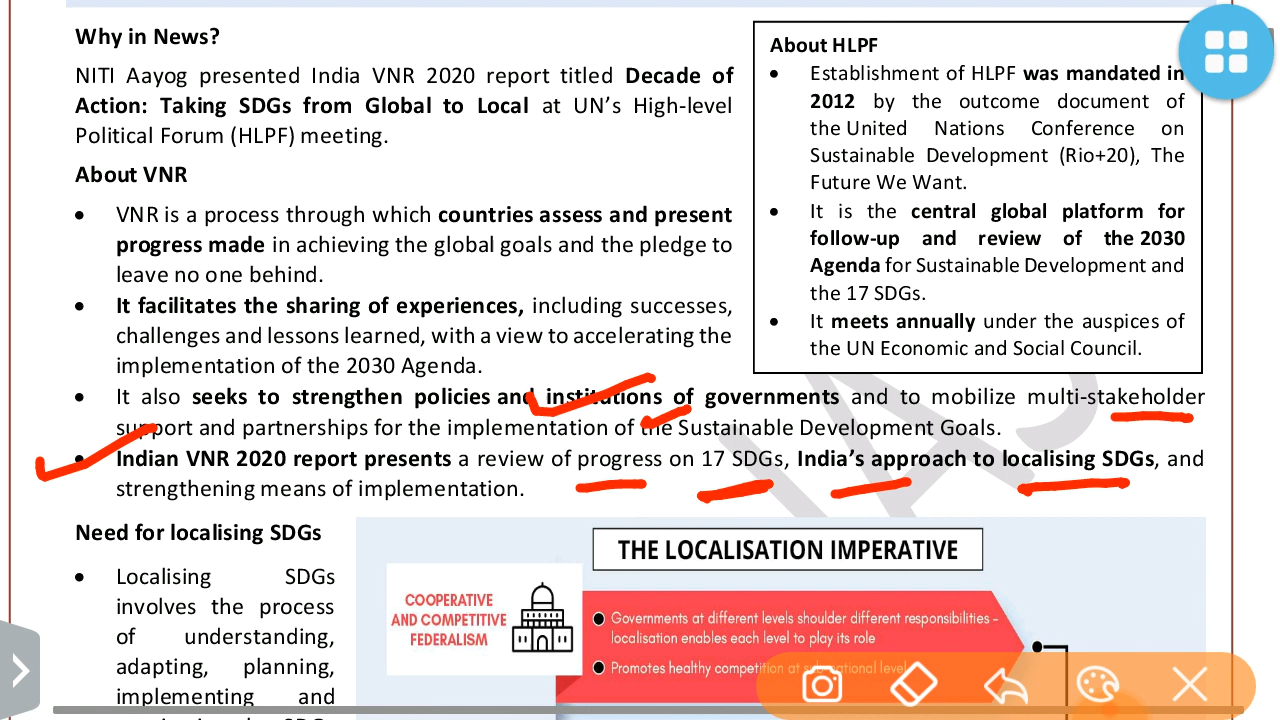 Why in News?
NITI Aayog presented India VNR 2020 report titled Decade of
Action: Taking SDGs from Global to Local at UN's High-level
Political Forum (HLPF) meeting.
About VNR
• VNR is a process through which countries assess and present
progress made in achieving the global goals and the pledge to
leave no one behind.
• It facilitates the sharing of experiences, including successes,
challenges and lessons learned, with a view to accelerating the
implementation of the 2030 Agenda.
About HLPF
• Establishment of HLPF was mandated in
2012 by the outcome document of
the United Nations Conference on
Sustainable Development (Rio+20), The
Future We Want.
• It is the central global platform for
follow-up and review of the 2030
Agenda for Sustainable Development and
the 17 SDGs.
• It meets annually under the auspices of
the UN Economic and Social Council.
• It also seeks to strengthen policies and institutions of governments and to mobilize multi-stakeholder
support and partnerships for the implementation of the Sustainable Development Goals.
• Indian VNR 2020 report presents a review of progress on 17 SDGs, India's approach to localising SDGs, and
strengthening means of implementation.
Need for localising SDGs
• Localising SDGs
involves the process
of understanding,
adapting, planning,
implementing and
THE LOCALISATION IMPERATIVE
COOPERATIVE
AND COMPETITIVE
FEDERALISM
• Governments at different levels shoulder different responsibilities –
localisation enables each level to play its role
• Promotes healthy competition at sub-national level